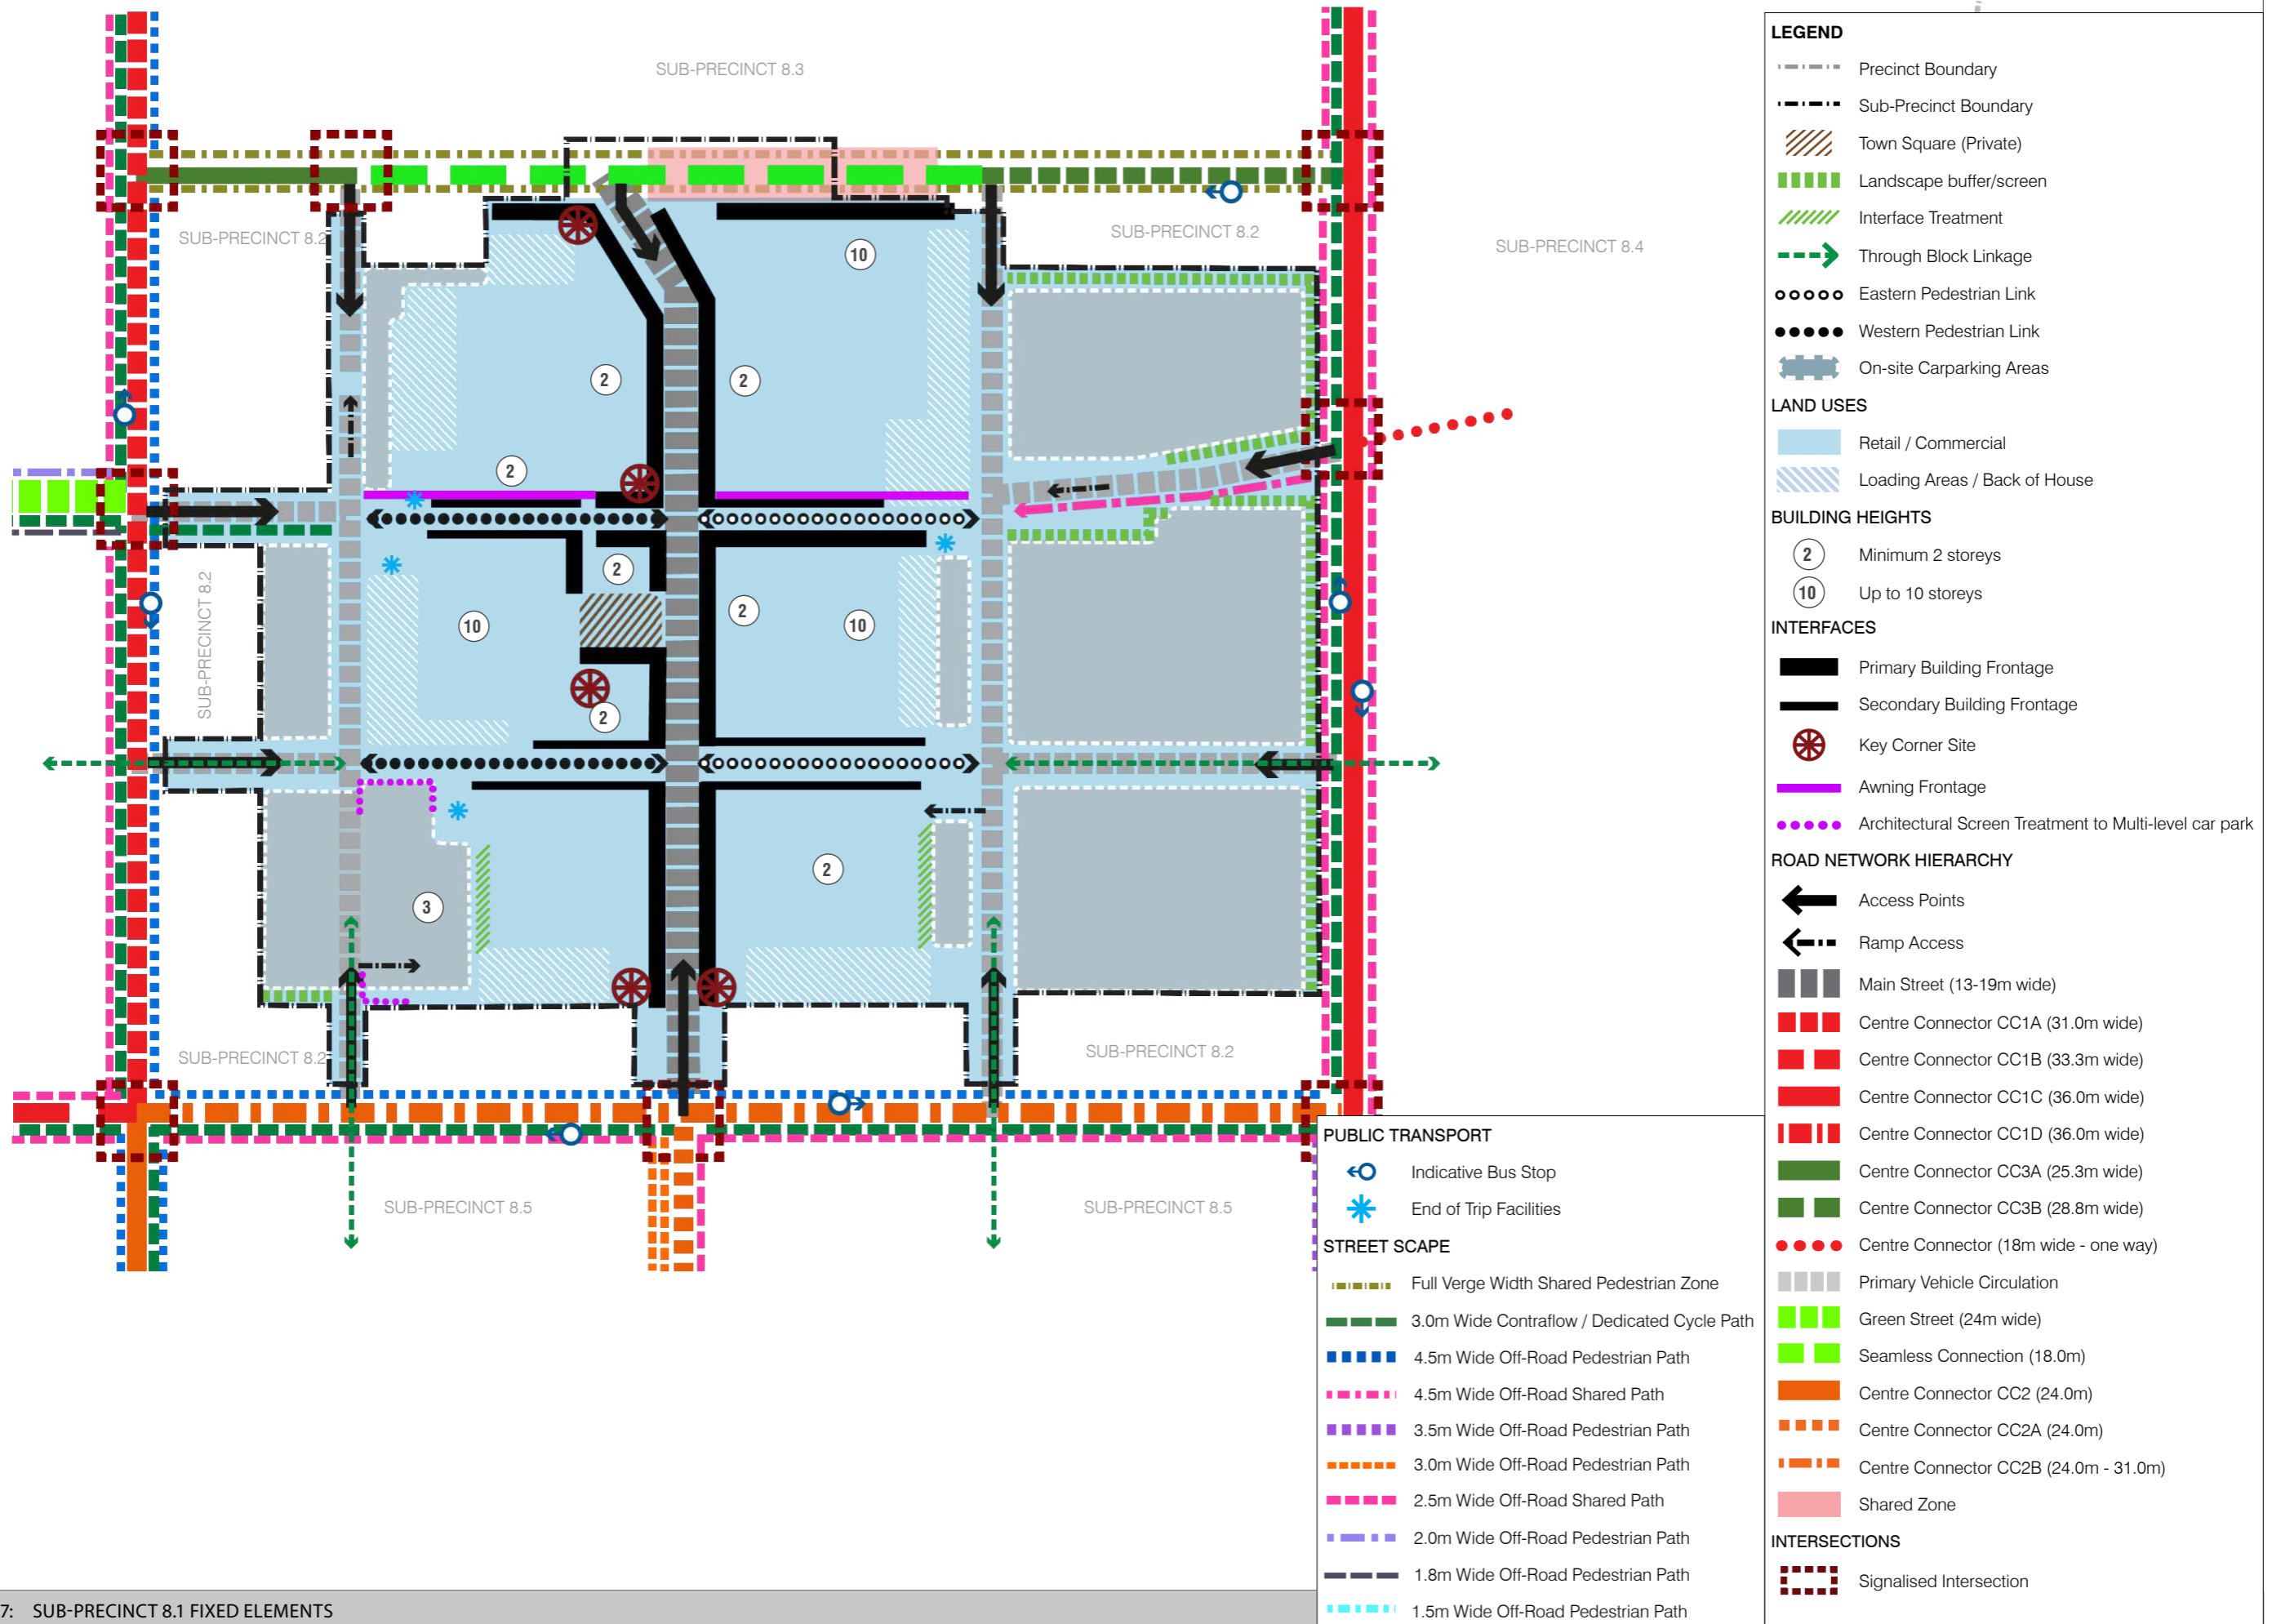 SUB-PRECINCT 8.3
SUB-PRECINCT 8.2
SUB-PRECINCT 8.2
SUB-PRECINCT 8.4
10
2
2
2
SUB-PRECINCT 8.2
2
10
2
10
2
2
3
SUB-PRECINCT 8.2
SUB-PRECINCT 8.2
SUB-PRECINCT 8.5
SUB-PRECINCT 8.5
LEGEND
Precinct Boundary
Sub-Precinct Boundary
Town Square (Private)
Landscape buffer/screen
Interface Treatment
Through Block Linkage
Eastern Pedestrian Link
Western Pedestrian Link
On-site Carparking Areas
LAND USES
Retail / Commercial
Loading Areas / Back of House
BUILDING HEIGHTS
2 Minimum 2 storeys
10 Up to 10 storeys
INTERFACES
Primary Building Frontage
Secondary Building Frontage
Key Corner Site
Awning Frontage
Architectural Screen Treatment to Multi-level car park
ROAD NETWORK HIERARCHY
Access Points
Ramp Access
Main Street (13-19m wide)
Centre Connector CC1A (31.0m wide)
Centre Connector CC1B (33.3m wide)
Centre Connector CC1C (36.0m wide)
Centre Connector CC1D (36.0m wide)
Centre Connector CC3A (25.3m wide)
Centre Connector CC3B (28.8m wide)
Centre Connector (18m wide - one way)
Primary Vehicle Circulation
Green Street (24m wide)
Seamless Connection (18.0m)
Centre Connector CC2 (24.0m)
Centre Connector CC2A (24.0m)
Centre Connector CC2B (24.0m - 31.0m)
Shared Zone
INTERSECTIONS
Signalised Intersection
PUBLIC TRANSPORT
Indicative Bus Stop
End of Trip Facilities
STREET SCAPE
Full Verge Width Shared Pedestrian Zone
3.0m Wide Contraflow / Dedicated Cycle Path
4.5m Wide Off-Road Pedestrian Path
4.5m Wide Off-Road Shared Path
3.5m Wide Off-Road Pedestrian Path
3.0m Wide Off-Road Pedestrian Path
2.5m Wide Off-Road Shared Path
2.0m Wide Off-Road Pedestrian Path
1.8m Wide Off-Road Pedestrian Path
1.5m Wide Off-Road Pedestrian Path
7: SUB-PRECINCT 8.1 FIXED ELEMENTS